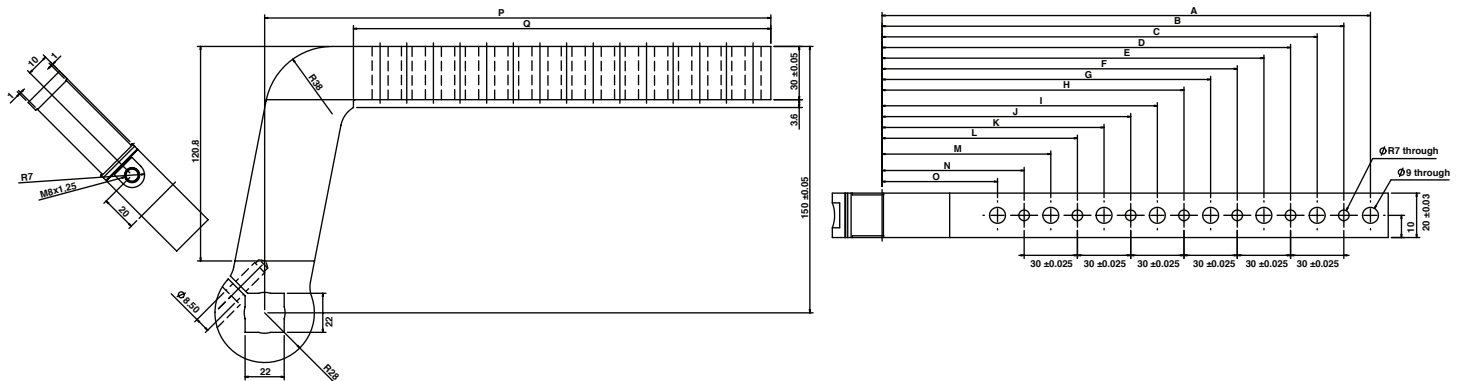 P
Q
10
1
1
R38
30 ±0.05
3.6
120.8
150 ±0.05
R7
M8x1.25
20
Ø8.50
22
22
R28
A
B
C
D
E
F
G
H
I
J
K
L
M
N
O
ØR7 through
Ø9 through
10
20 ±0.03
30 ±0.025
30 ±0.025
30 ±0.025
30 ±0.025
30 ±0.025
30 ±0.025